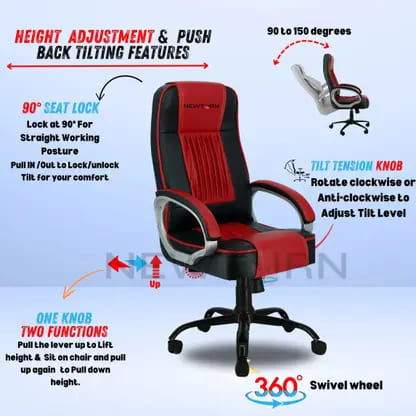 HEIGHT ADJUSTMENT & PUSH
BACK TILTING FEATURES
90 to 150 degrees
NEWTURN
90° SEAT LOCK
Lock at 90° For
Straight Working
Posture
Pull IN /Out to Lock/unlock
Tilt for your comfort
TILT TENSION KNOB
Rotate clockwise or
Anti-clockwise to
Adjust Tilt Level
NEWTURN
Up
ONE KNOB
TWO FUNCTIONS
Pull the lever up to Lift
height & Sit on chair and pull
up again to Pull down
height.
360° Swivel wheel